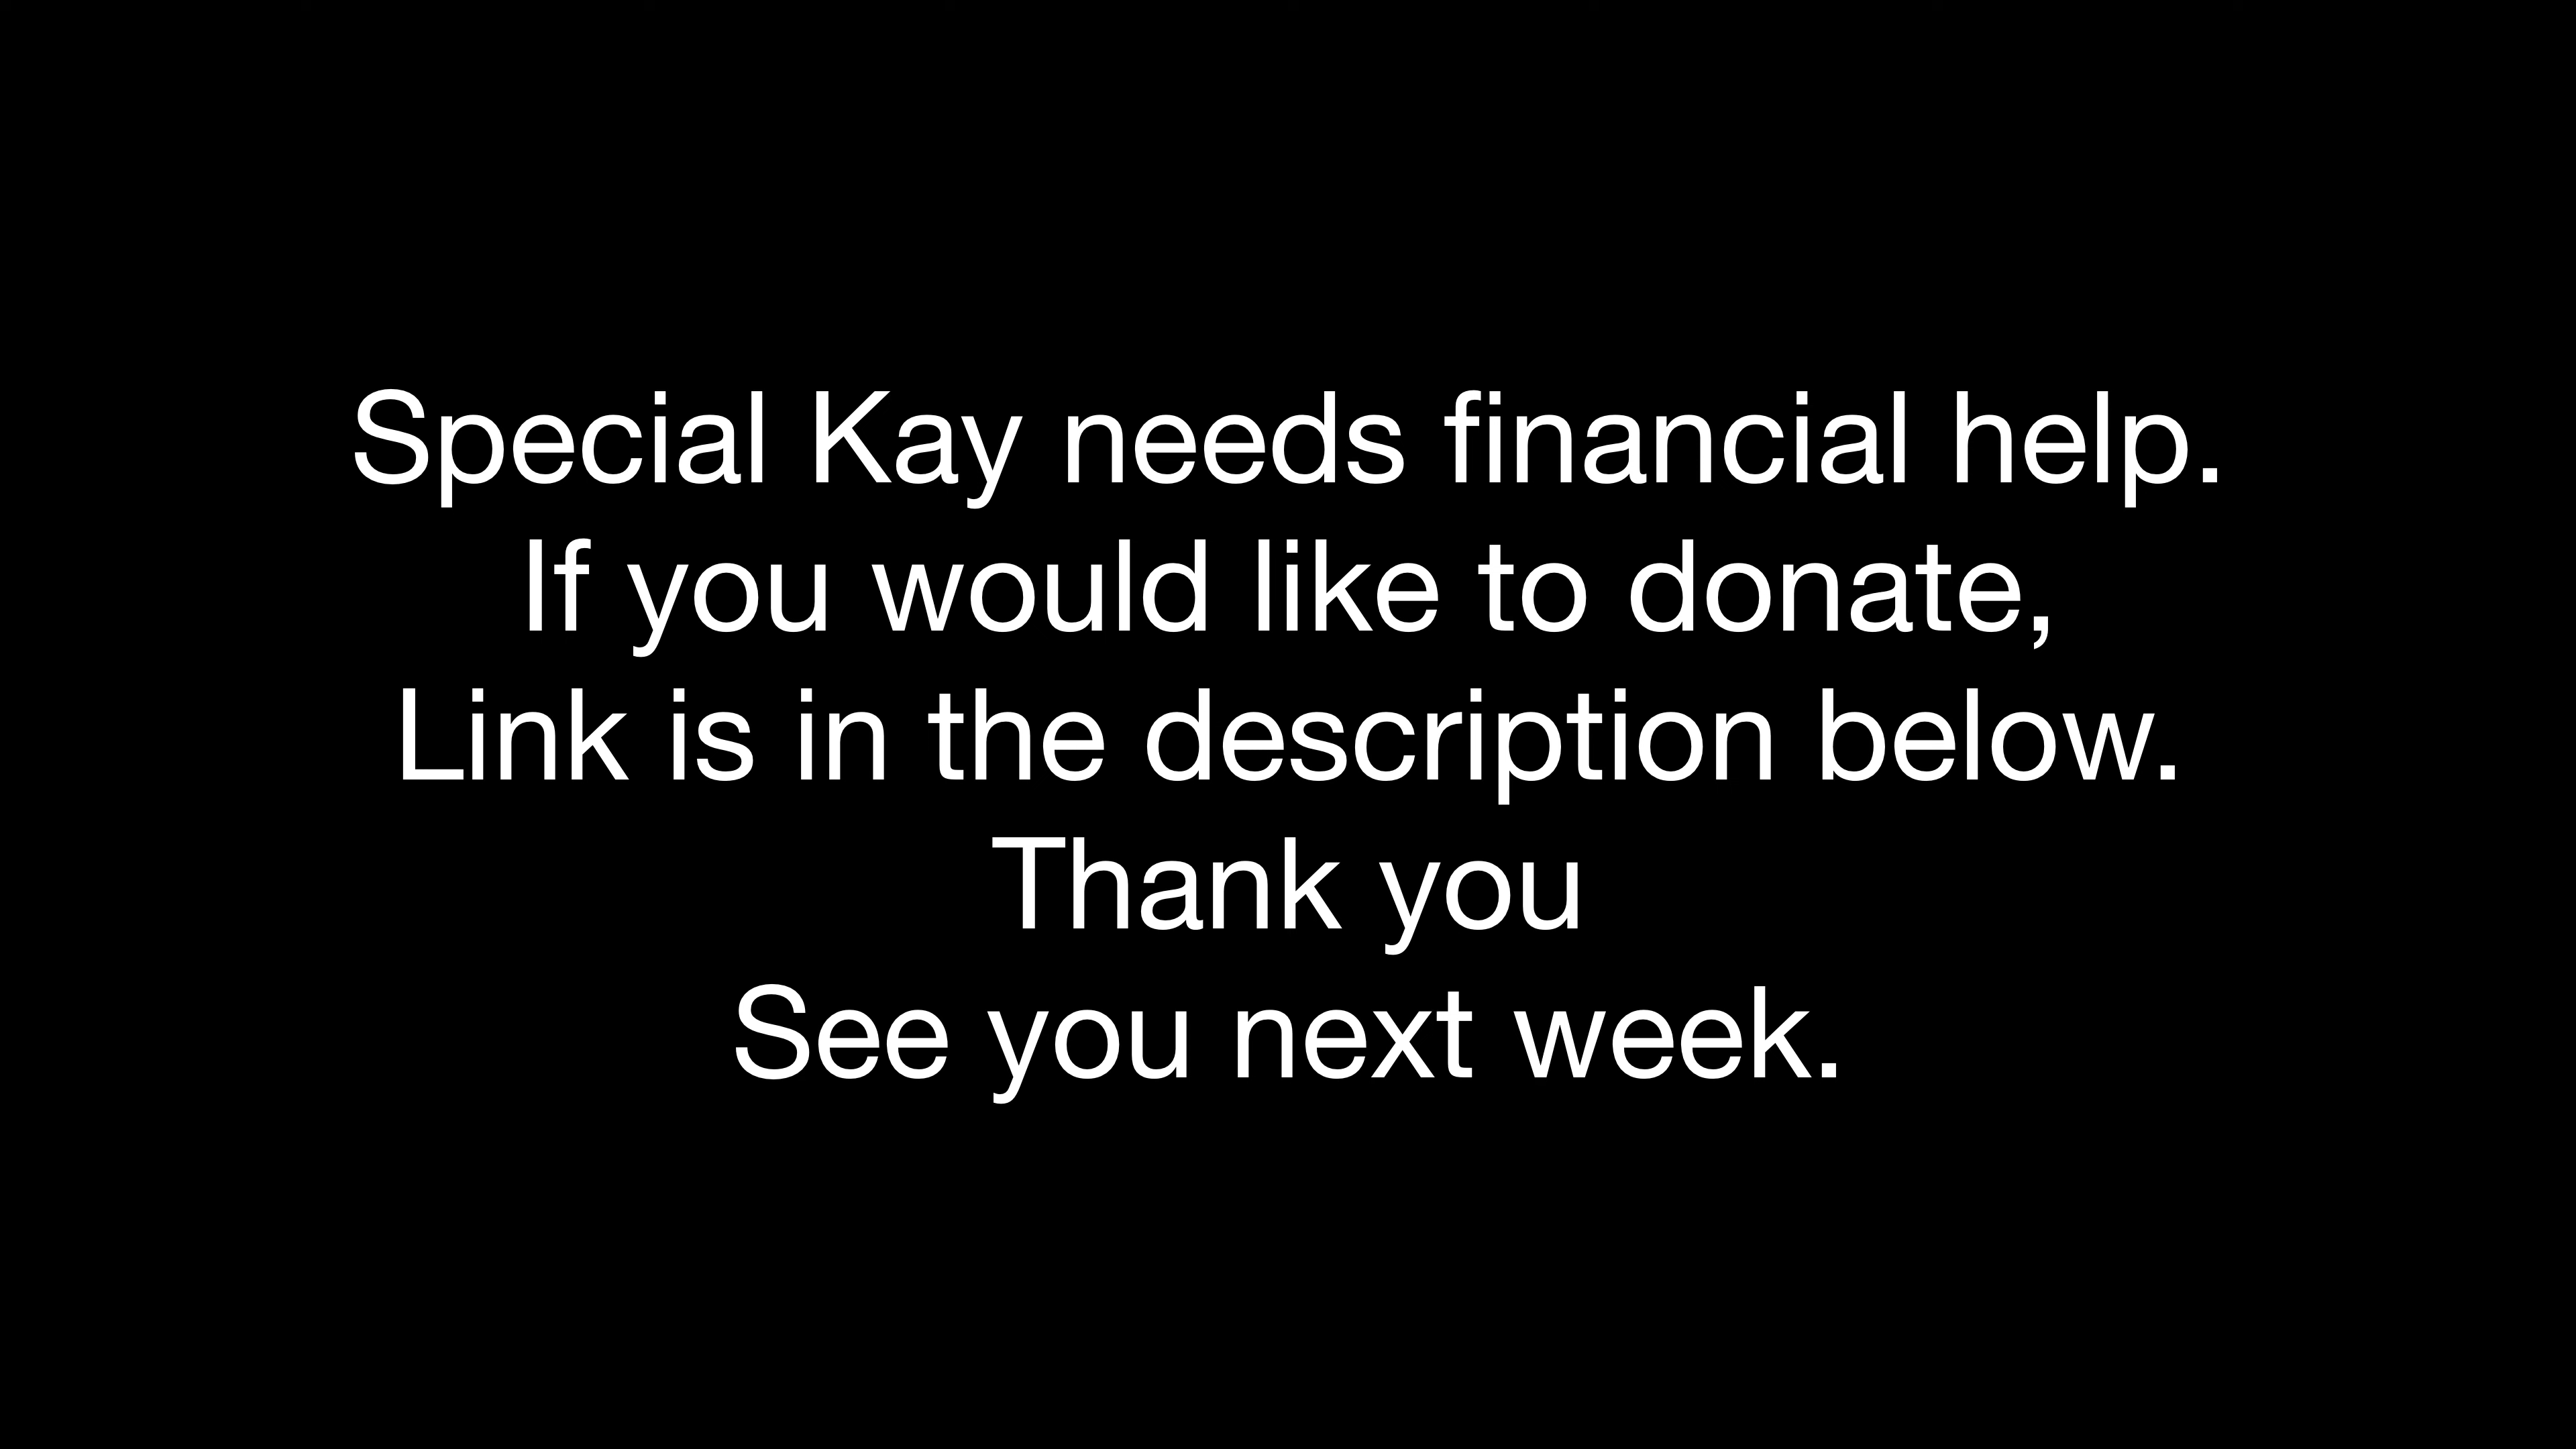 Special Kay needs financial help.
If you would like to donate,
Link is in the description below.
Thank you
See you next week.